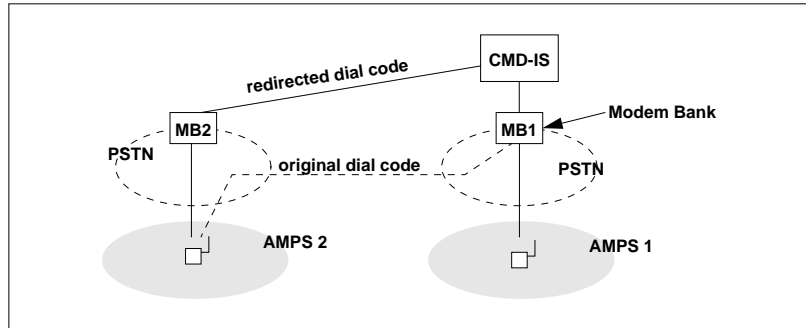 CMD-IS
redirected dial code
MB2
MB1
Modem Bank
PSTN
original dial code
PSTN
AMPS 2
AMPS 1